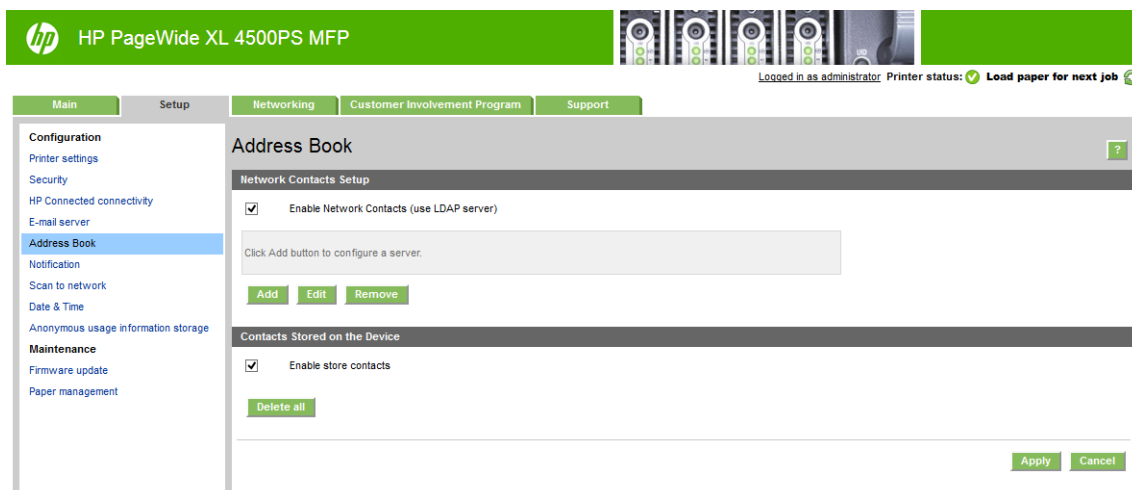 hp HP PageWide XL 4500PS MFP
UID
Logged in as administrator Printer status: Load paper for next job
Main Setup Networking Customer Involvement Program Support
Configuration
Printer settings
Security
HP Connected connectivity
E-mail server
Address Book
Notification
Scan to network
Date & Time
Anonymous usage information storage
Maintenance
Firmware update
Paper management
Address Book ?
Network Contacts Setup
Enable Network Contacts (use LDAP server)
Click Add button to configure a server.
Add Edit Remove
Contacts Stored on the Device
Enable store contacts
Delete all
Apply Cancel